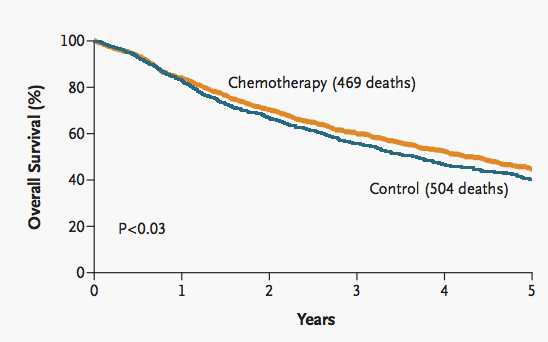 Overall Survival (%)
100
80
60
40
20
0
Chemotherapy (469 deaths)
Control (504 deaths)
P<0.03
0 1 2 3 4 5
Years